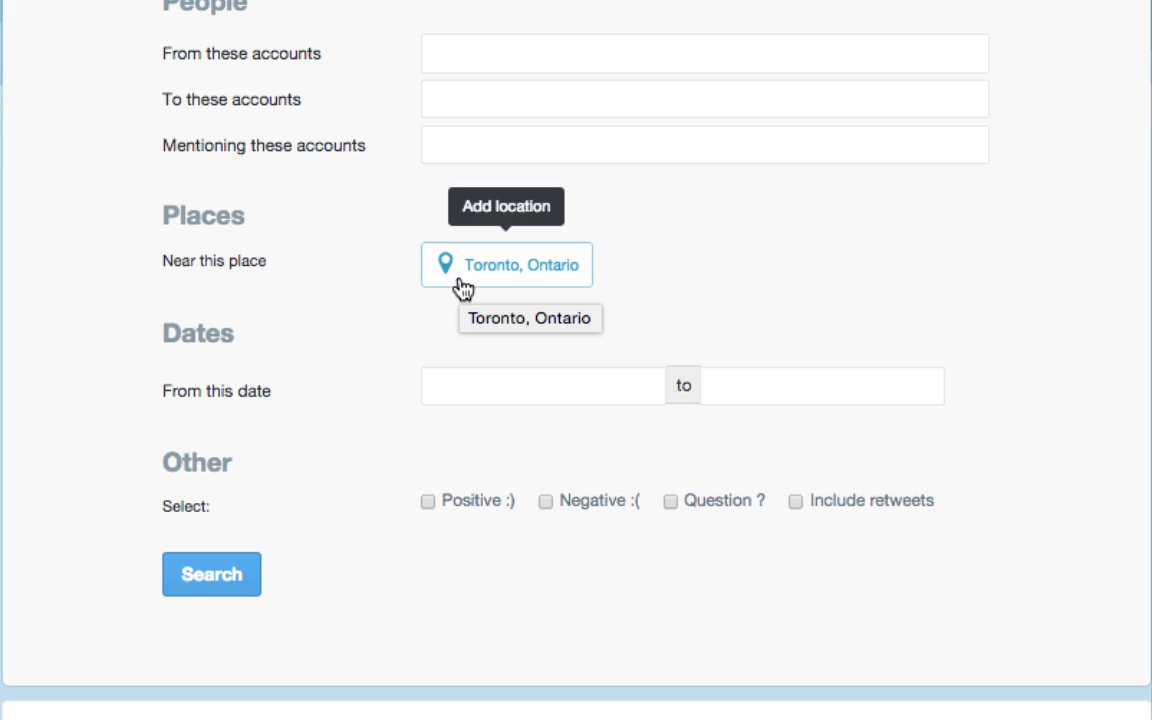 People
From these accounts
To these accounts
Mentioning these accounts
Add location
Places
Near this place
Toronto, Ontario
Toronto, Ontario
Dates
From this date
to
Other
Select:
Positive :)
Negative :(
Question ?
Include retweets
Search